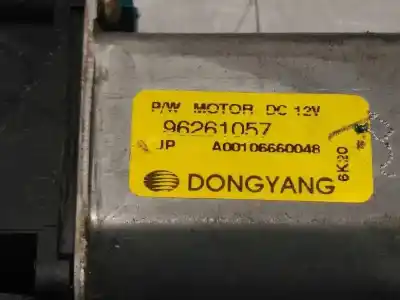 P/W MOTOR DC 12V
96261057
JP A00106660048
DONGYANG
6K20